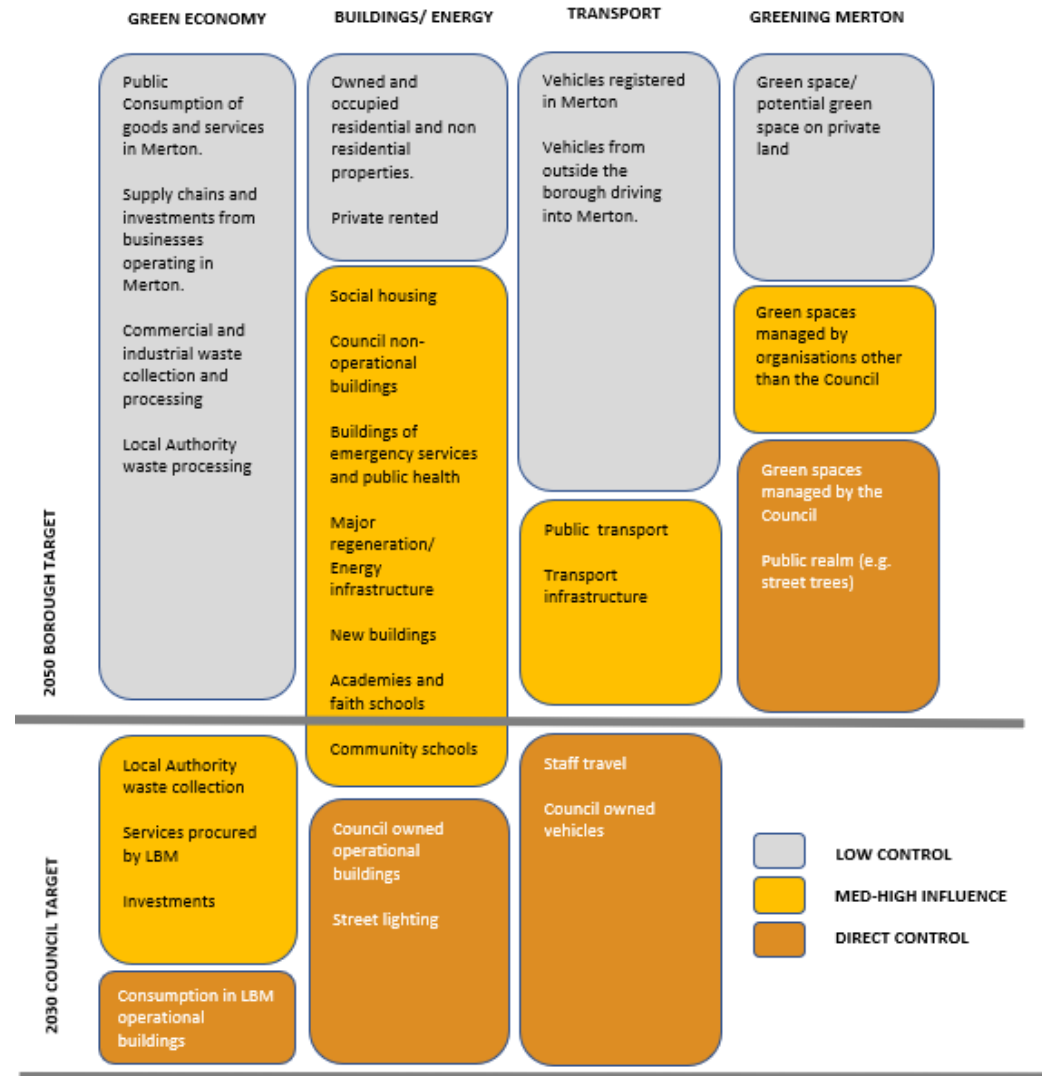 GREEN ECONOMY
BUILDINGS/ ENERGY
TRANSPORT
GREENING MERTON
2050 BOROUGH TARGET
Public
Consumption of
goods and services
in Merton.
Supply chains and
investments from
businesses
operating in
Merton.
Commercial and
industrial waste
collection and
processing
Local Authority
waste processing
Owned and
occupied
residential and non
residential
properties.
Private rented
Social housing
Council non-
operational
buildings
Buildings of
emergency services
and public health
Major
regeneration/
Energy
infrastructure
New buildings
Academies and
faith schools
Community schools
Vehicles registered
in Merton
Vehicles from
outside the
borough driving
into Merton.
Public transport
Transport
infrastructure
Green space/
potential green
space on private
land
Green spaces
managed by
organisations other
than the Council
Green spaces
managed by the
Council
Public realm (e.g.
street trees)
2030 COUNCIL TARGET
Local Authority
waste collection
Services procured
by LBM
Investments
Consumption in LBM
operational
buildings
Council owned
operational
buildings
Street lighting
Staff travel
Council owned
vehicles
LOW CONTROL
MED-HIGH INFLUENCE
DIRECT CONTROL